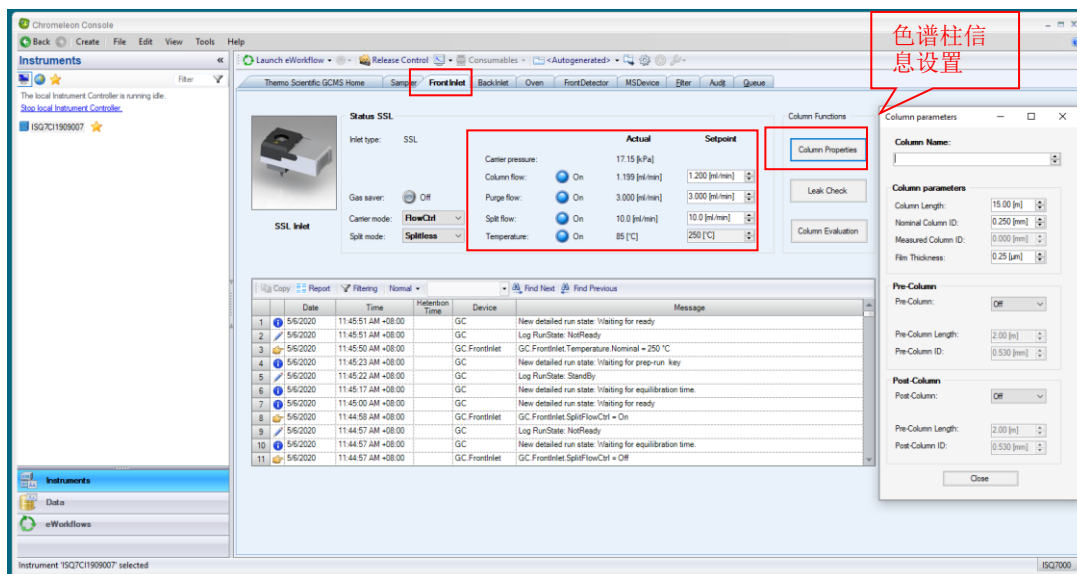 Chromeleon Console
色谱柱信
息设置
Back Create File Edit View Tools Help
Instruments «
Launch eWorkflow Release Control Consumables <Autogenerated>
Filter
Thermo Scientific GCMS Home Sampler FrontInlet BackInlet Oven FrontDetector MSDevice Filter Audit Queue
The local Instrument Controller is running idle.
Stop local Instrument Controller.
ISQ7CI1909007
Status SSL
Inlet type: SSL
Actual Setpoint
Carrier pressure: 17.15 [kPa]
Column flow: On 1.199 [ml/min] 1.200 [ml/min]
Gas saver: Off Purge flow: On 3.000 [ml/min] 3.000 [ml/min]
Carrier mode: FlowCtrl Split flow: On 10.0 [ml/min] 10.0 [ml/min]
Split mode: Splitless Temperature: On 85 [°C] 250 [°C]
SSL Inlet
Column Functions
Column Properties
Leak Check
Column Evaluation
Column parameters
Column Name:
Column parameters
Column Length: 15.00 [m]
Nominal Column ID: 0.250 [mm]
Measured Column ID: 0.000 [mm]
Film Thickness: 0.25 [µm]
Pre-Column
Pre-Column: Off
Pre-Column Length: 2.00 [m]
Pre-Column ID: 0.530 [mm]
Post-Column
Post-Column: Off
Pre-Column Length: 2.00 [m]
Post-Column ID: 0.530 [mm]
Close
Copy Report Filtering Normal Find Next Find Previous
Date Time Retention Time Device Message
1 5/6/2020 11:45:51 AM +08:00 GC New detailed run state: Waiting for ready
2 5/6/2020 11:45:51 AM +08:00 GC Log RunState: NotReady
3 5/6/2020 11:45:50 AM +08:00 GC.FrontInlet GC.FrontInlet.Temperature.Nominal = 250 °C
4 5/6/2020 11:45:23 AM +08:00 GC New detailed run state: Waiting for prep-run key
5 5/6/2020 11:45:22 AM +08:00 GC Log RunState: StandBy
6 5/6/2020 11:45:17 AM +08:00 GC New detailed run state: Waiting for equilibration time.
7 5/6/2020 11:45:00 AM +08:00 GC New detailed run state: Waiting for ready
8 5/6/2020 11:44:58 AM +08:00 GC.FrontInlet GC.FrontInlet.SplitFlowCtrl = On
9 5/6/2020 11:44:57 AM +08:00 GC Log RunState: NotReady
10 5/6/2020 11:44:57 AM +08:00 GC New detailed run state: Waiting for equilibration time.
11 5/6/2020 11:44:57 AM +08:00 GC.FrontInlet GC.FrontInlet.SplitFlowCtrl = Off
Instruments
Data
eWorkflows
Instrument 'ISQ7CI1909007' selected
ISQ7000